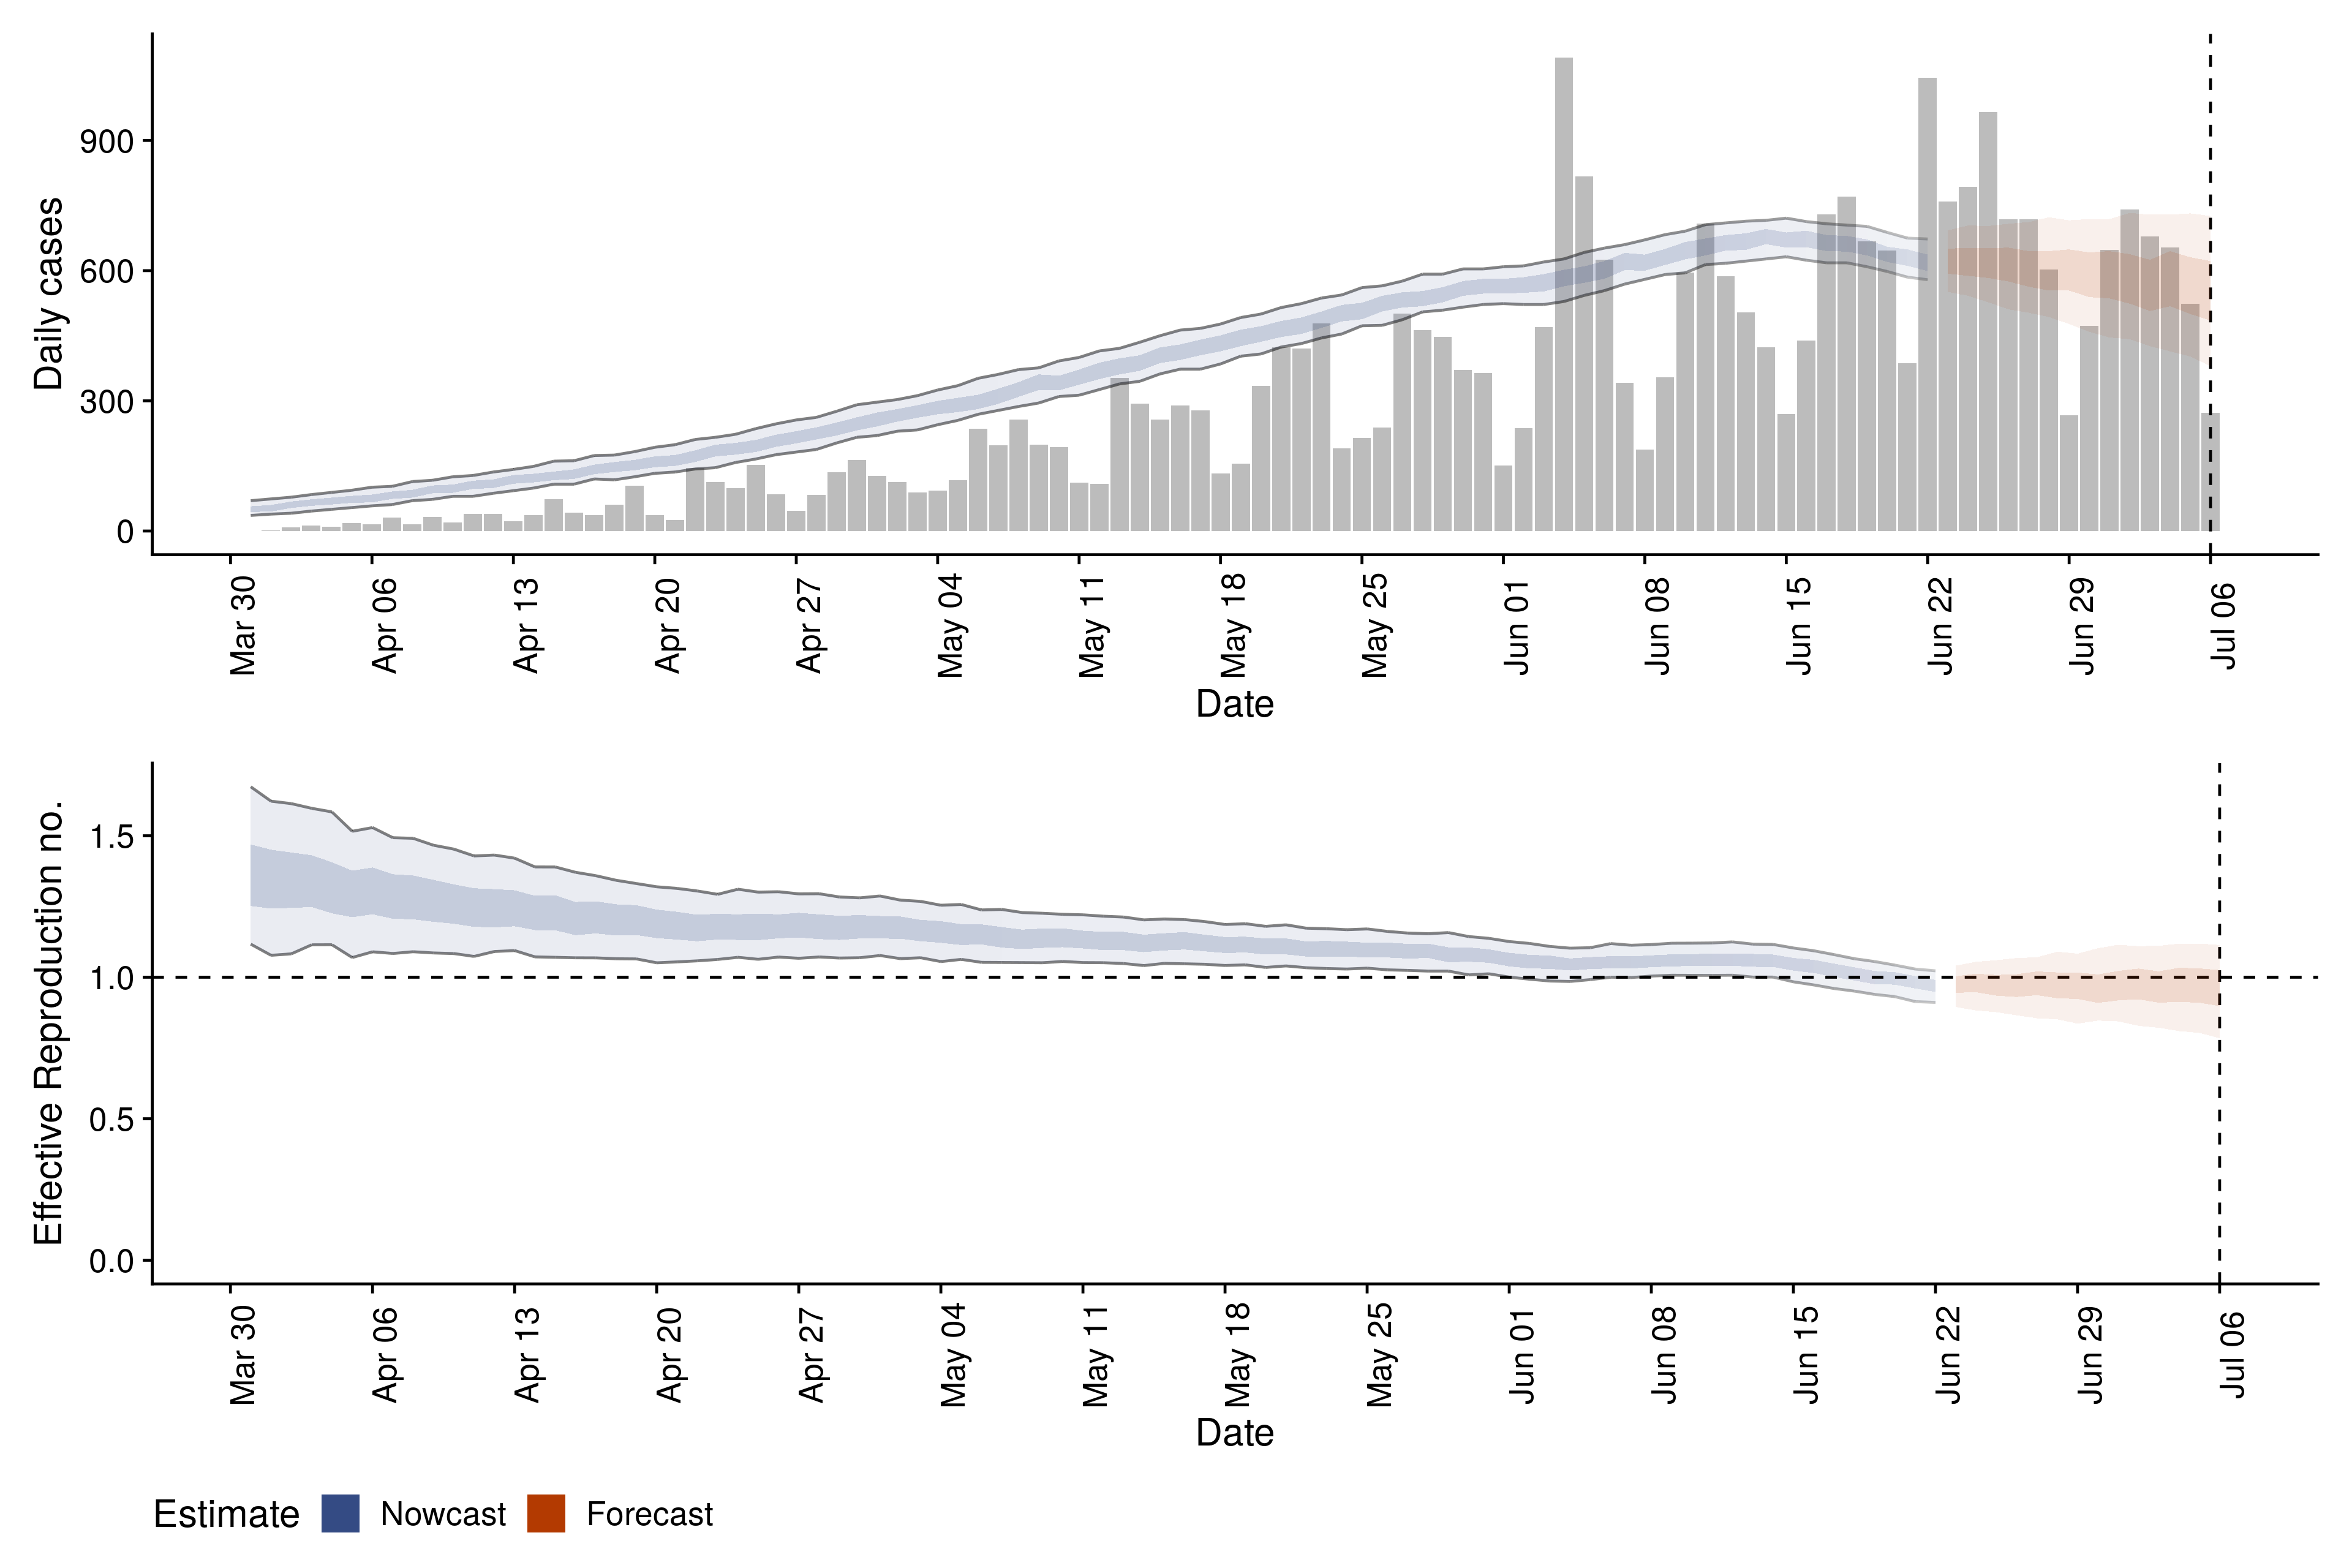 Daily cases
900
600
300
0
Mar 30
Apr 06
Apr 13
Apr 20
Apr 27
May 04
May 11
May 18
May 25
Jun 01
Jun 08
Jun 15
Jun 22
Jun 29
Jul 06
Date
Effective Reproduction no.
1.5
1.0
0.5
0.0
Mar 30
Apr 06
Apr 13
Apr 20
Apr 27
May 04
May 11
May 18
May 25
Jun 01
Jun 08
Jun 15
Jun 22
Jun 29
Jul 06
Date
Estimate Nowcast Forecast